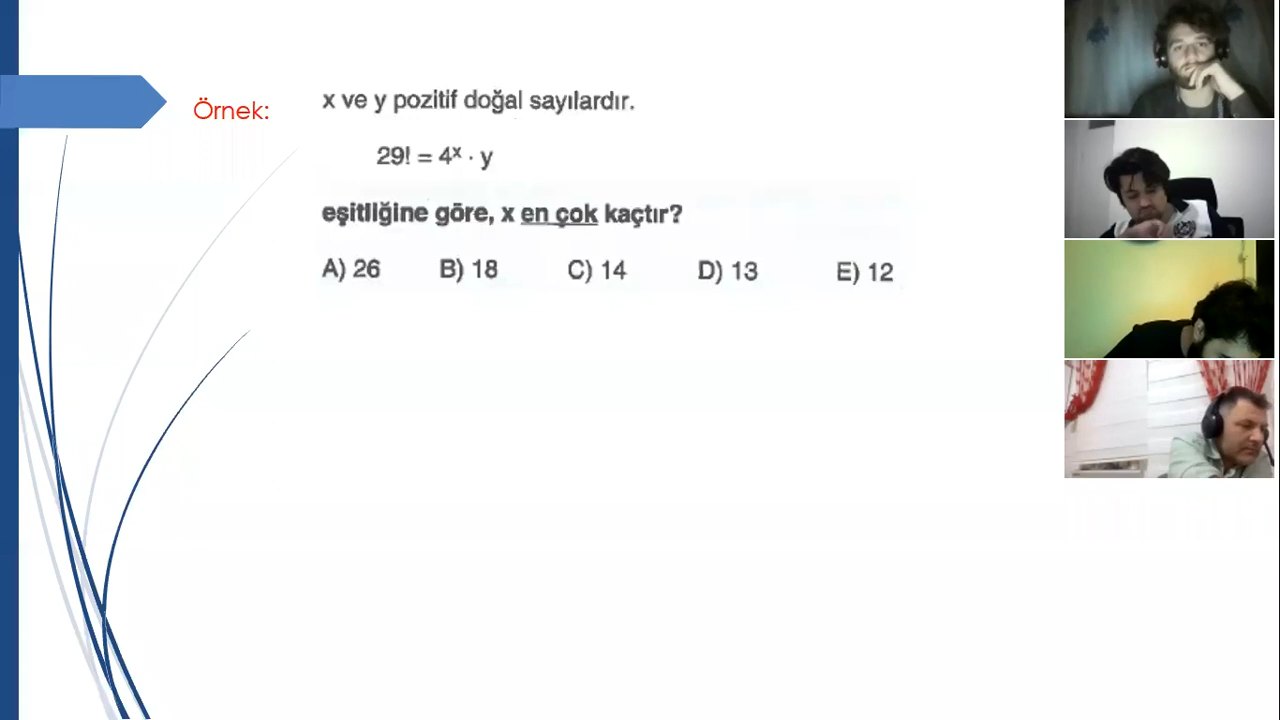 Örnek:
x ve y pozitif doğal sayılardır.
29! = 4ˣ · y
eşitliğine göre, x en çok kaçtır?
A) 26 B) 18 C) 14 D) 13 E) 12